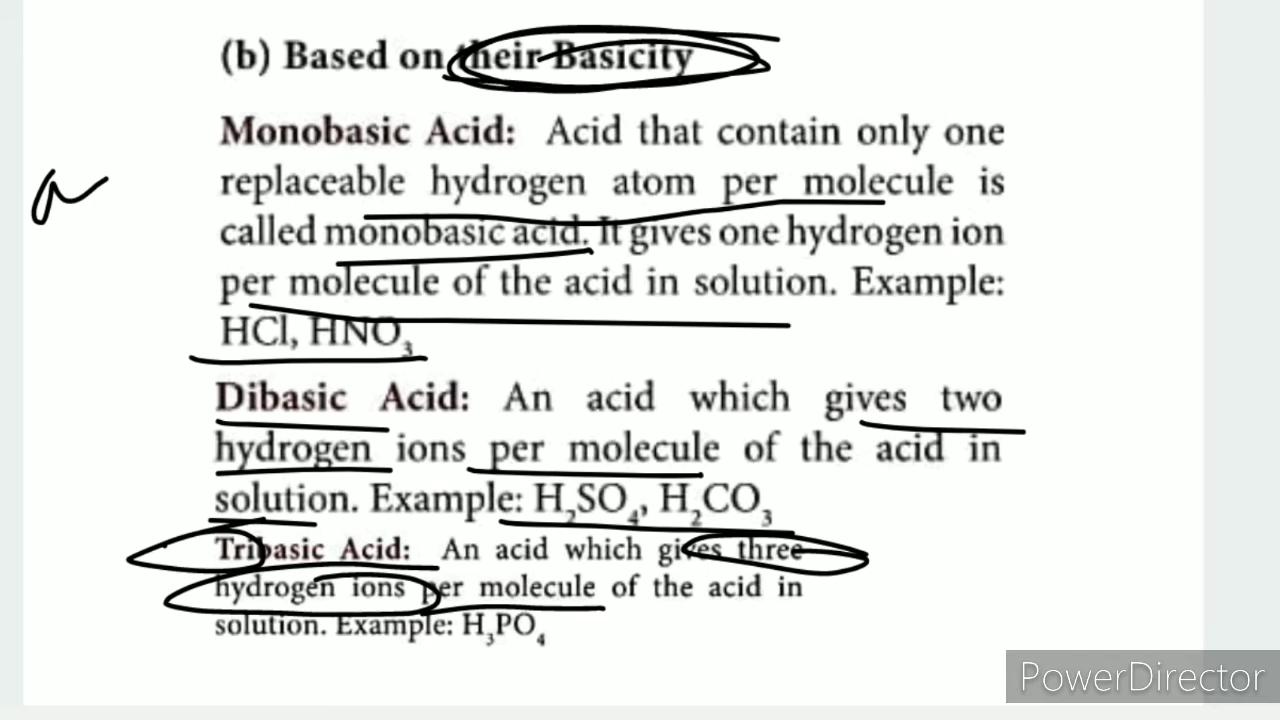 (b) Based on their Basicity
Monobasic Acid: Acid that contain only one
replaceable hydrogen atom per molecule is
called monobasic acid. It gives one hydrogen ion
per molecule of the acid in solution. Example:
HCl, HNO₃
Dibasic Acid: An acid which gives two
hydrogen ions per molecule of the acid in
solution. Example: H₂SO₄, H₂CO₃
Tribasic Acid: An acid which gives three
hydrogen ions per molecule of the acid in
solution. Example: H₃PO₄
PowerDirector